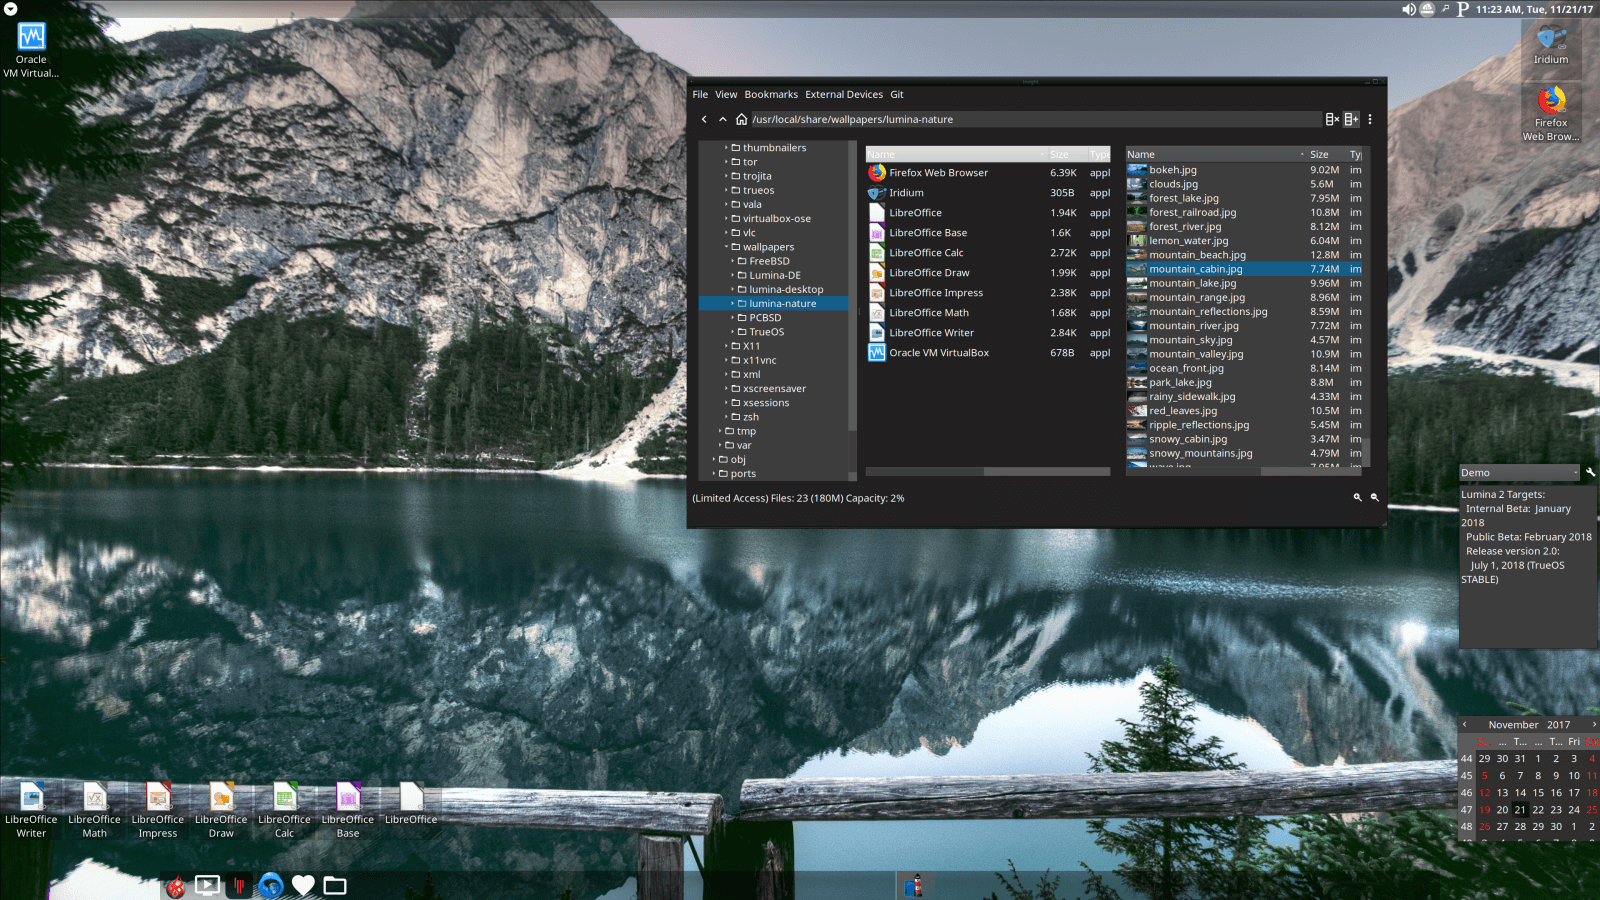 11:23 AM, Tue, 11/21/17
Oracle
VM Virtual...
Iridium
Firefox
Web Brow...
File View Bookmarks External Devices Git
/usr/local/share/wallpapers/lumina-nature
thumbnailers
tor
trojita
trueos
vala
virtualbox-ose
vlc
wallpapers
FreeBSD
Lumina-DE
lumina-desktop
lumina-nature
PCBSD
TrueOS
X11
x11vnc
xml
xscreensaver
xsessions
zsh
tmp
var
obj
ports
Name Size Type
Firefox Web Browser 6.39K appl
Iridium 305B appl
LibreOffice 1.94K appl
LibreOffice Base 1.6K appl
LibreOffice Calc 2.72K appl
LibreOffice Draw 1.99K appl
LibreOffice Impress 2.38K appl
LibreOffice Math 1.68K appl
LibreOffice Writer 2.84K appl
Oracle VM VirtualBox 678B appl
Name Size Ty
bokeh.jpg 9.02M im
clouds.jpg 5.6M im
forest_lake.jpg 7.95M im
forest_railroad.jpg 10.8M im
forest_river.jpg 8.12M im
lemon_water.jpg 6.04M im
mountain_beach.jpg 12.8M im
mountain_cabin.jpg 7.74M im
mountain_lake.jpg 9.96M im
mountain_range.jpg 8.96M im
mountain_reflections.jpg 8.59M im
mountain_river.jpg 7.72M im
mountain_sky.jpg 4.57M im
mountain_valley.jpg 10.9M im
ocean_front.jpg 8.14M im
park_lake.jpg 8.8M im
rainy_sidewalk.jpg 4.33M im
red_leaves.jpg 10.5M im
ripple_reflections.jpg 5.45M im
snowy_cabin.jpg 3.47M im
snowy_mountains.jpg 4.79M im
wave.jpg 7.95M im
(Limited Access) Files: 23 (180M) Capacity: 2%
Demo
Lumina 2 Targets:
Internal Beta: January
2018
Public Beta: February 2018
Release version 2.0:
July 1, 2018 (TrueOS
STABLE)
November 2017
S... ... T... ... T... Fri
44 29 30 31 1 2 3 4
45 5 6 7 8 9 10 11
46 12 13 14 15 16 17 18
47 19 20 21 22 23 24 25
48 26 27 28 29 30 1 2
LibreOffice
Writer
LibreOffice
Math
LibreOffice
Impress
LibreOffice
Draw
LibreOffice
Calc
LibreOffice
Base
LibreOffice